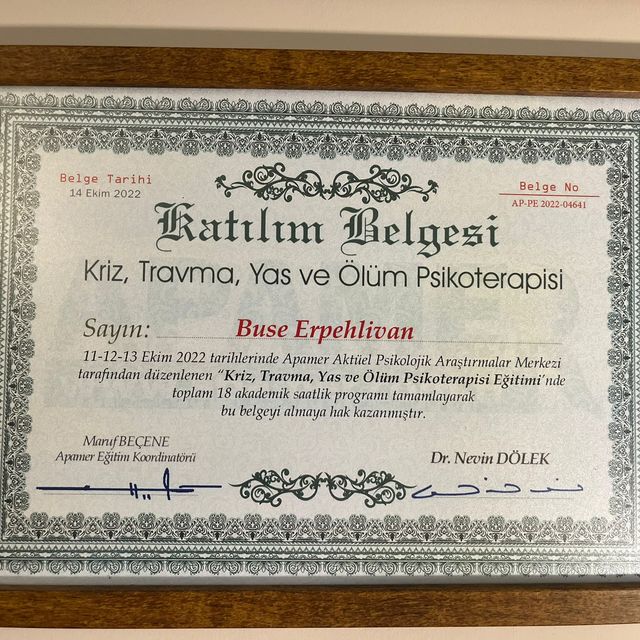 Belge Tarihi
14 Ekim 2022
Belge No
AP-PE 2022-04641
Katılım Belgesi
Kriz, Travma, Yas ve Ölüm Psikoterapisi
Sayın: Buse Erpehlivan
11-12-13 Ekim 2022 tarihlerinde Apamer Aktüel Psikolojik Araştırmalar Merkezi
tarafından düzenlenen “Kriz, Travma, Yas ve Ölüm Psikoterapisi Eğitimi'nde
toplam 18 akademik saatlik programı tamamlayarak
bu belgeyi almaya hak kazanmıştır.
Maruf BEÇENE
Apamer Eğitim Koordinatörü
Dr. Nevin DÖLEK